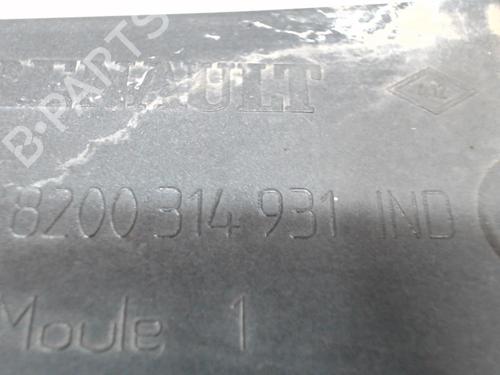 RENAULT
8200 314 931 IND
Moule 1
B-PARTS